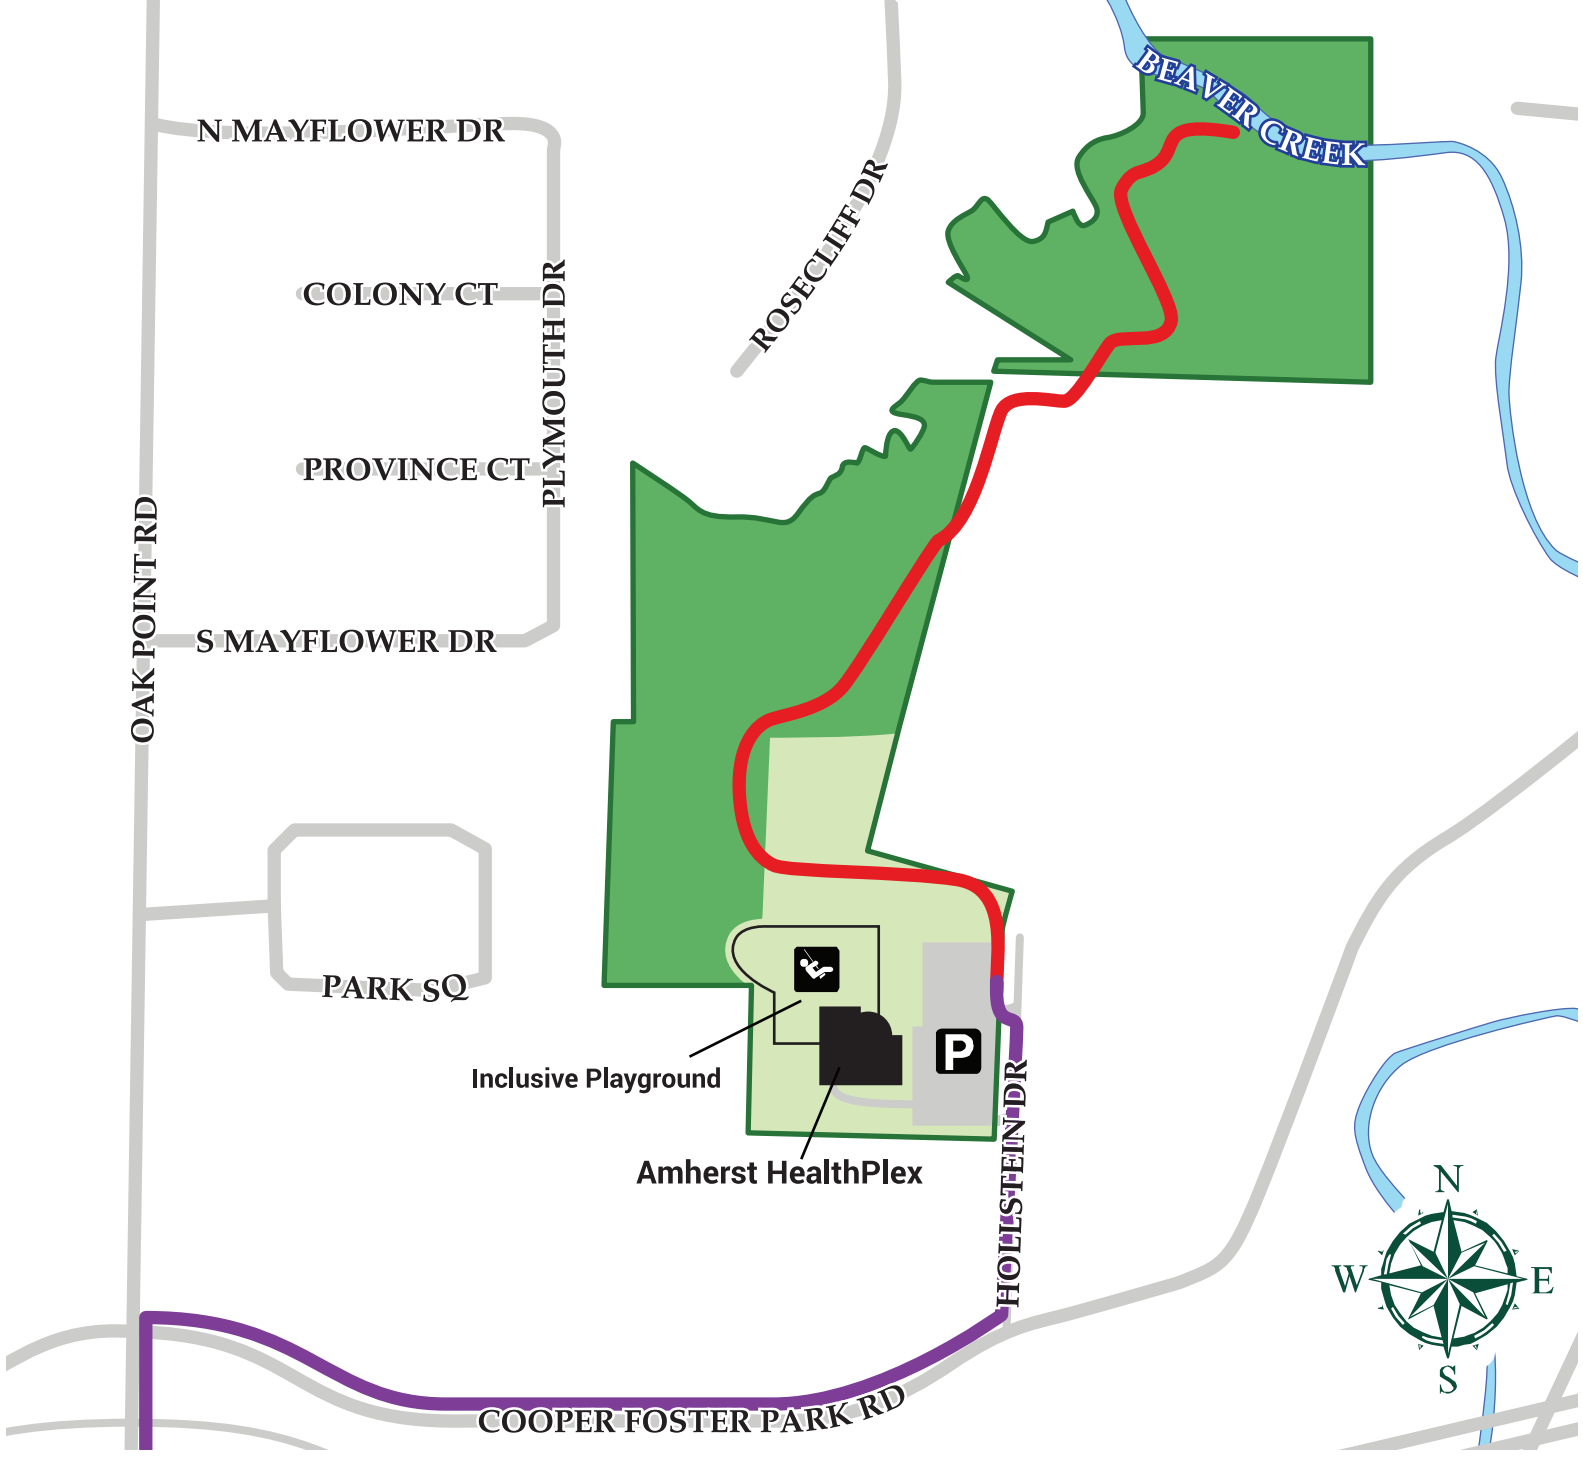 BEAVER CREEK
N MAYFLOWER DR
ROSECLIFF DR
COLONY CT
PLYMOUTH DR
PROVINCE CT
OAK POINT RD
S MAYFLOWER DR
PARK SQ
P
Inclusive Playground
HOLLSTEIN DR
Amherst HealthPlex
N
W
E
S
COOPER FOSTER PARK RD